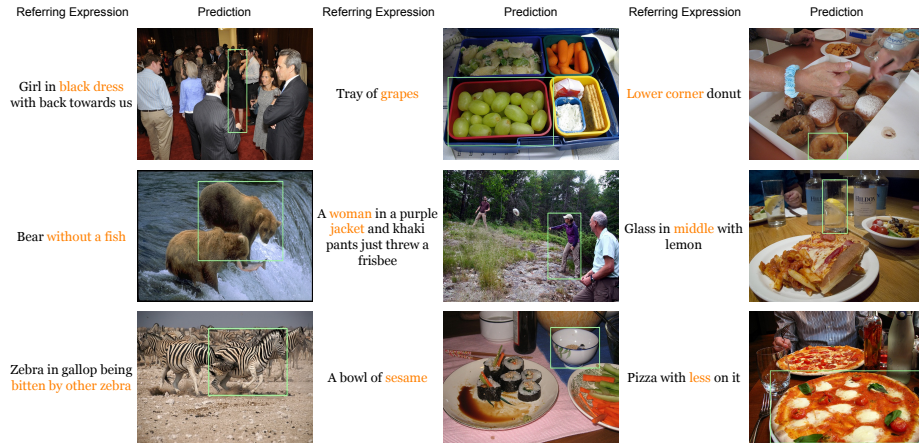 Referring Expression Prediction Referring Expression Prediction Referring Expression Prediction
Girl in black dress
with back towards us
Tray of grapes
Lower corner donut
Bear without a fish
A woman in a purple
jacket and khaki
pants just threw a
frisbee
Glass in middle with
lemon
Zebra in gallop being
bitten by other zebra
A bowl of sesame
Pizza with less on it